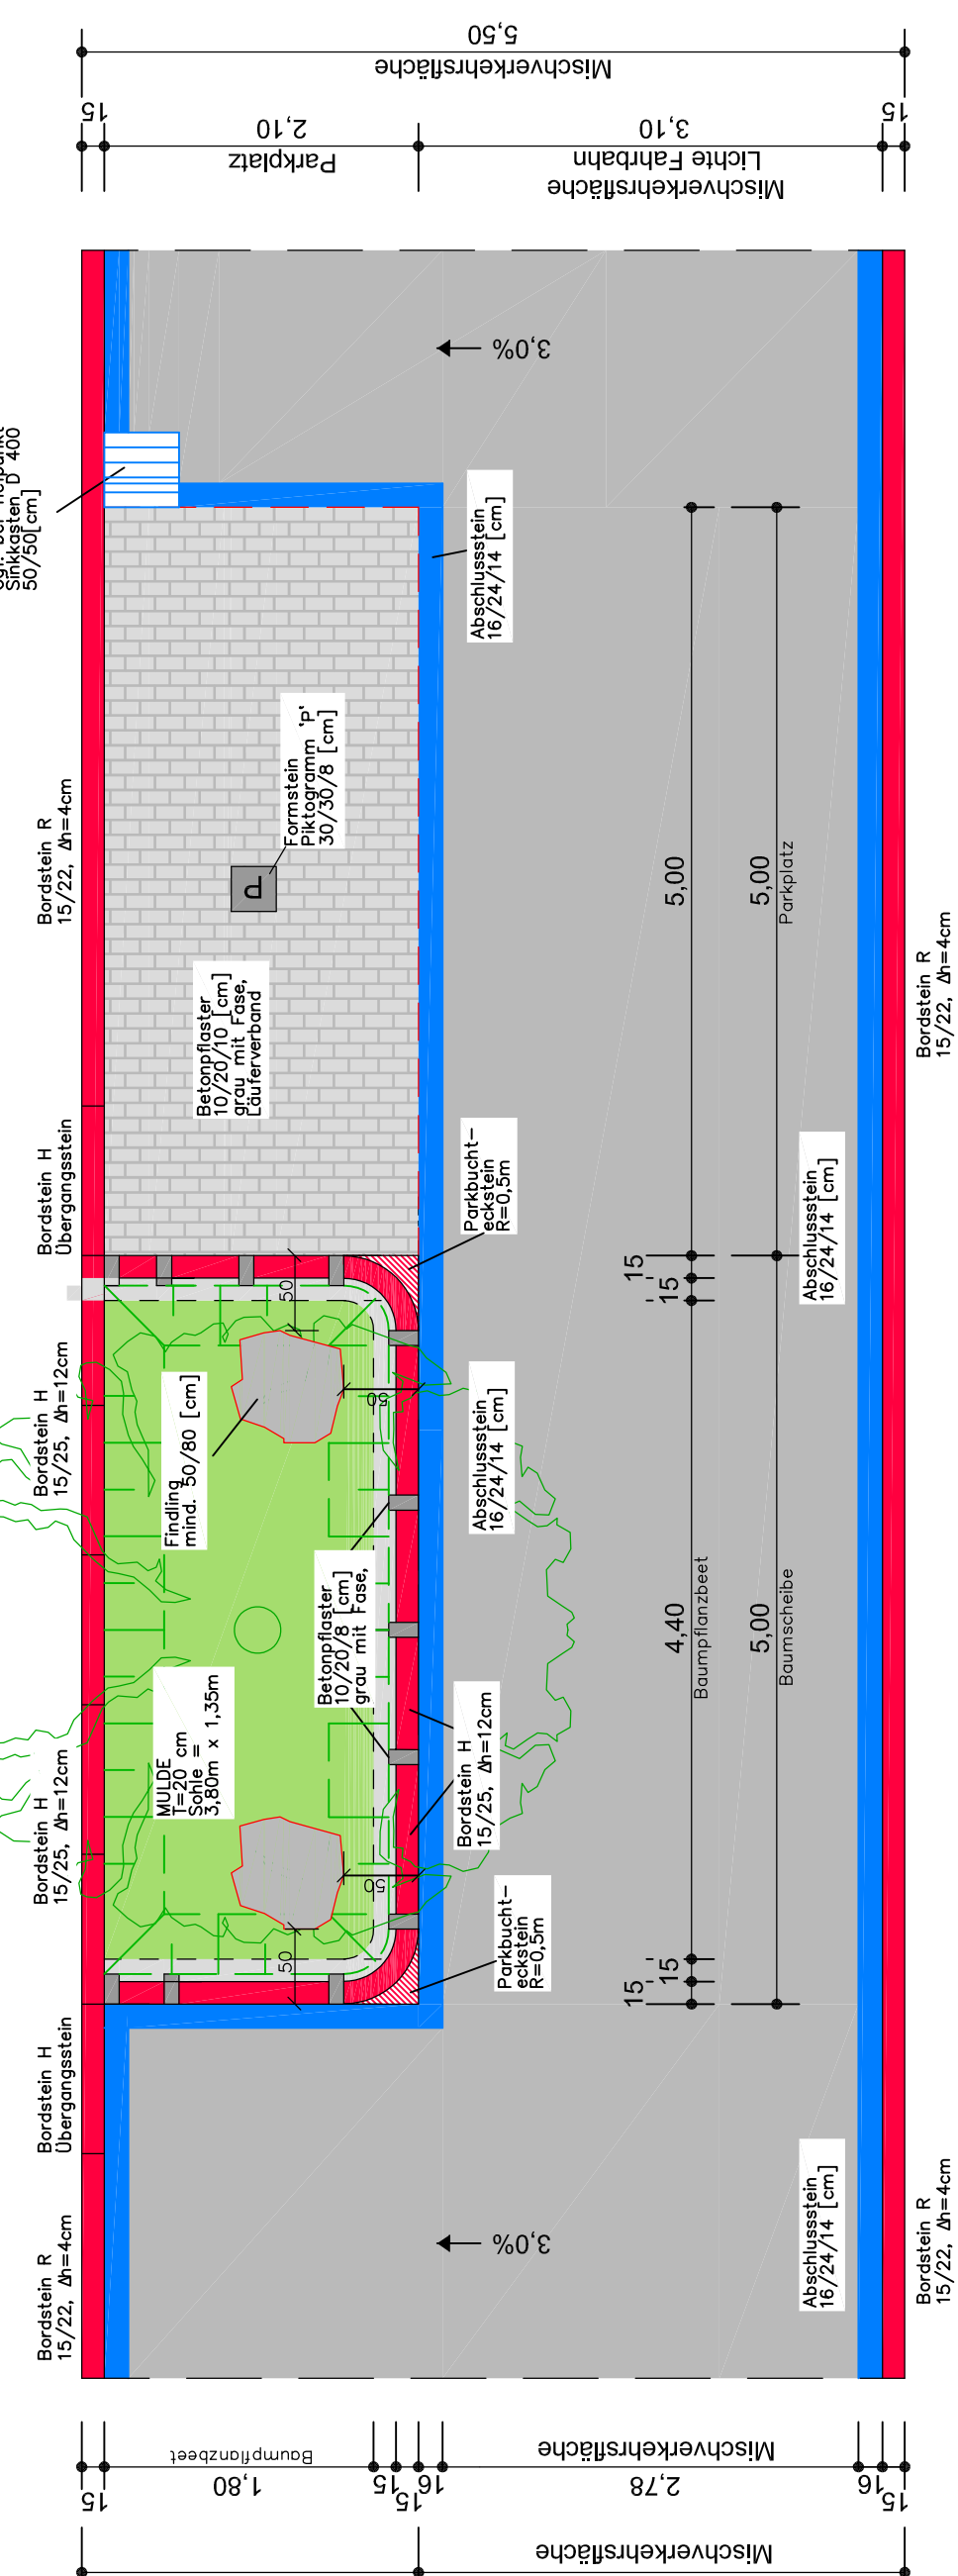 5,50
Mischverkehrsfläche
15
2,10
Parkplatz
3,10
Lichte Fahrbahn
Mischverkehrsfläche
15
3,0%
Sinkkasten D 400
50/50[cm]
Abschlussstein
16/24/14 [cm]
Bordstein R
15/22, Δh=4cm
Formstein
Piktogramm 'P'
30/30/8 [cm]
P
Betonpflaster
10/20/10 [cm]
grau mit Fase,
Läuferverband
5,00
5,00
Parkplatz
Bordstein R
15/22, Δh=4cm
Bordstein H
Übergangsstein
Parkbucht-
eckstein
R=0,5m
Abschlussstein
16/24/14 [cm]
15
15
50
50
Bordstein H
15/25, Δh=12cm
Findling
mind. 50/80 [cm]
Abschlussstein
16/24/14 [cm]
Betonpflaster
10/20/8 [cm]
grau mit Fase,
4,40
Baumpflanzbeet
5,00
Baumscheibe
MULDE
T=20 cm
Sohle =
3,80m x 1,35m
Bordstein H
15/25, Δh=12cm
Bordstein H
15/25, Δh=12cm
50
50
Parkbucht-
eckstein
R=0,5m
15
15
Bordstein H
Übergangsstein
Bordstein R
15/22, Δh=4cm
3,0%
Abschlussstein
16/24/14 [cm]
Bordstein R
15/22, Δh=4cm
Baumpflanzbeet
Mischverkehrsfläche
15
1,80
15
15
16
2,78
16
15
Mischverkehrsfläche